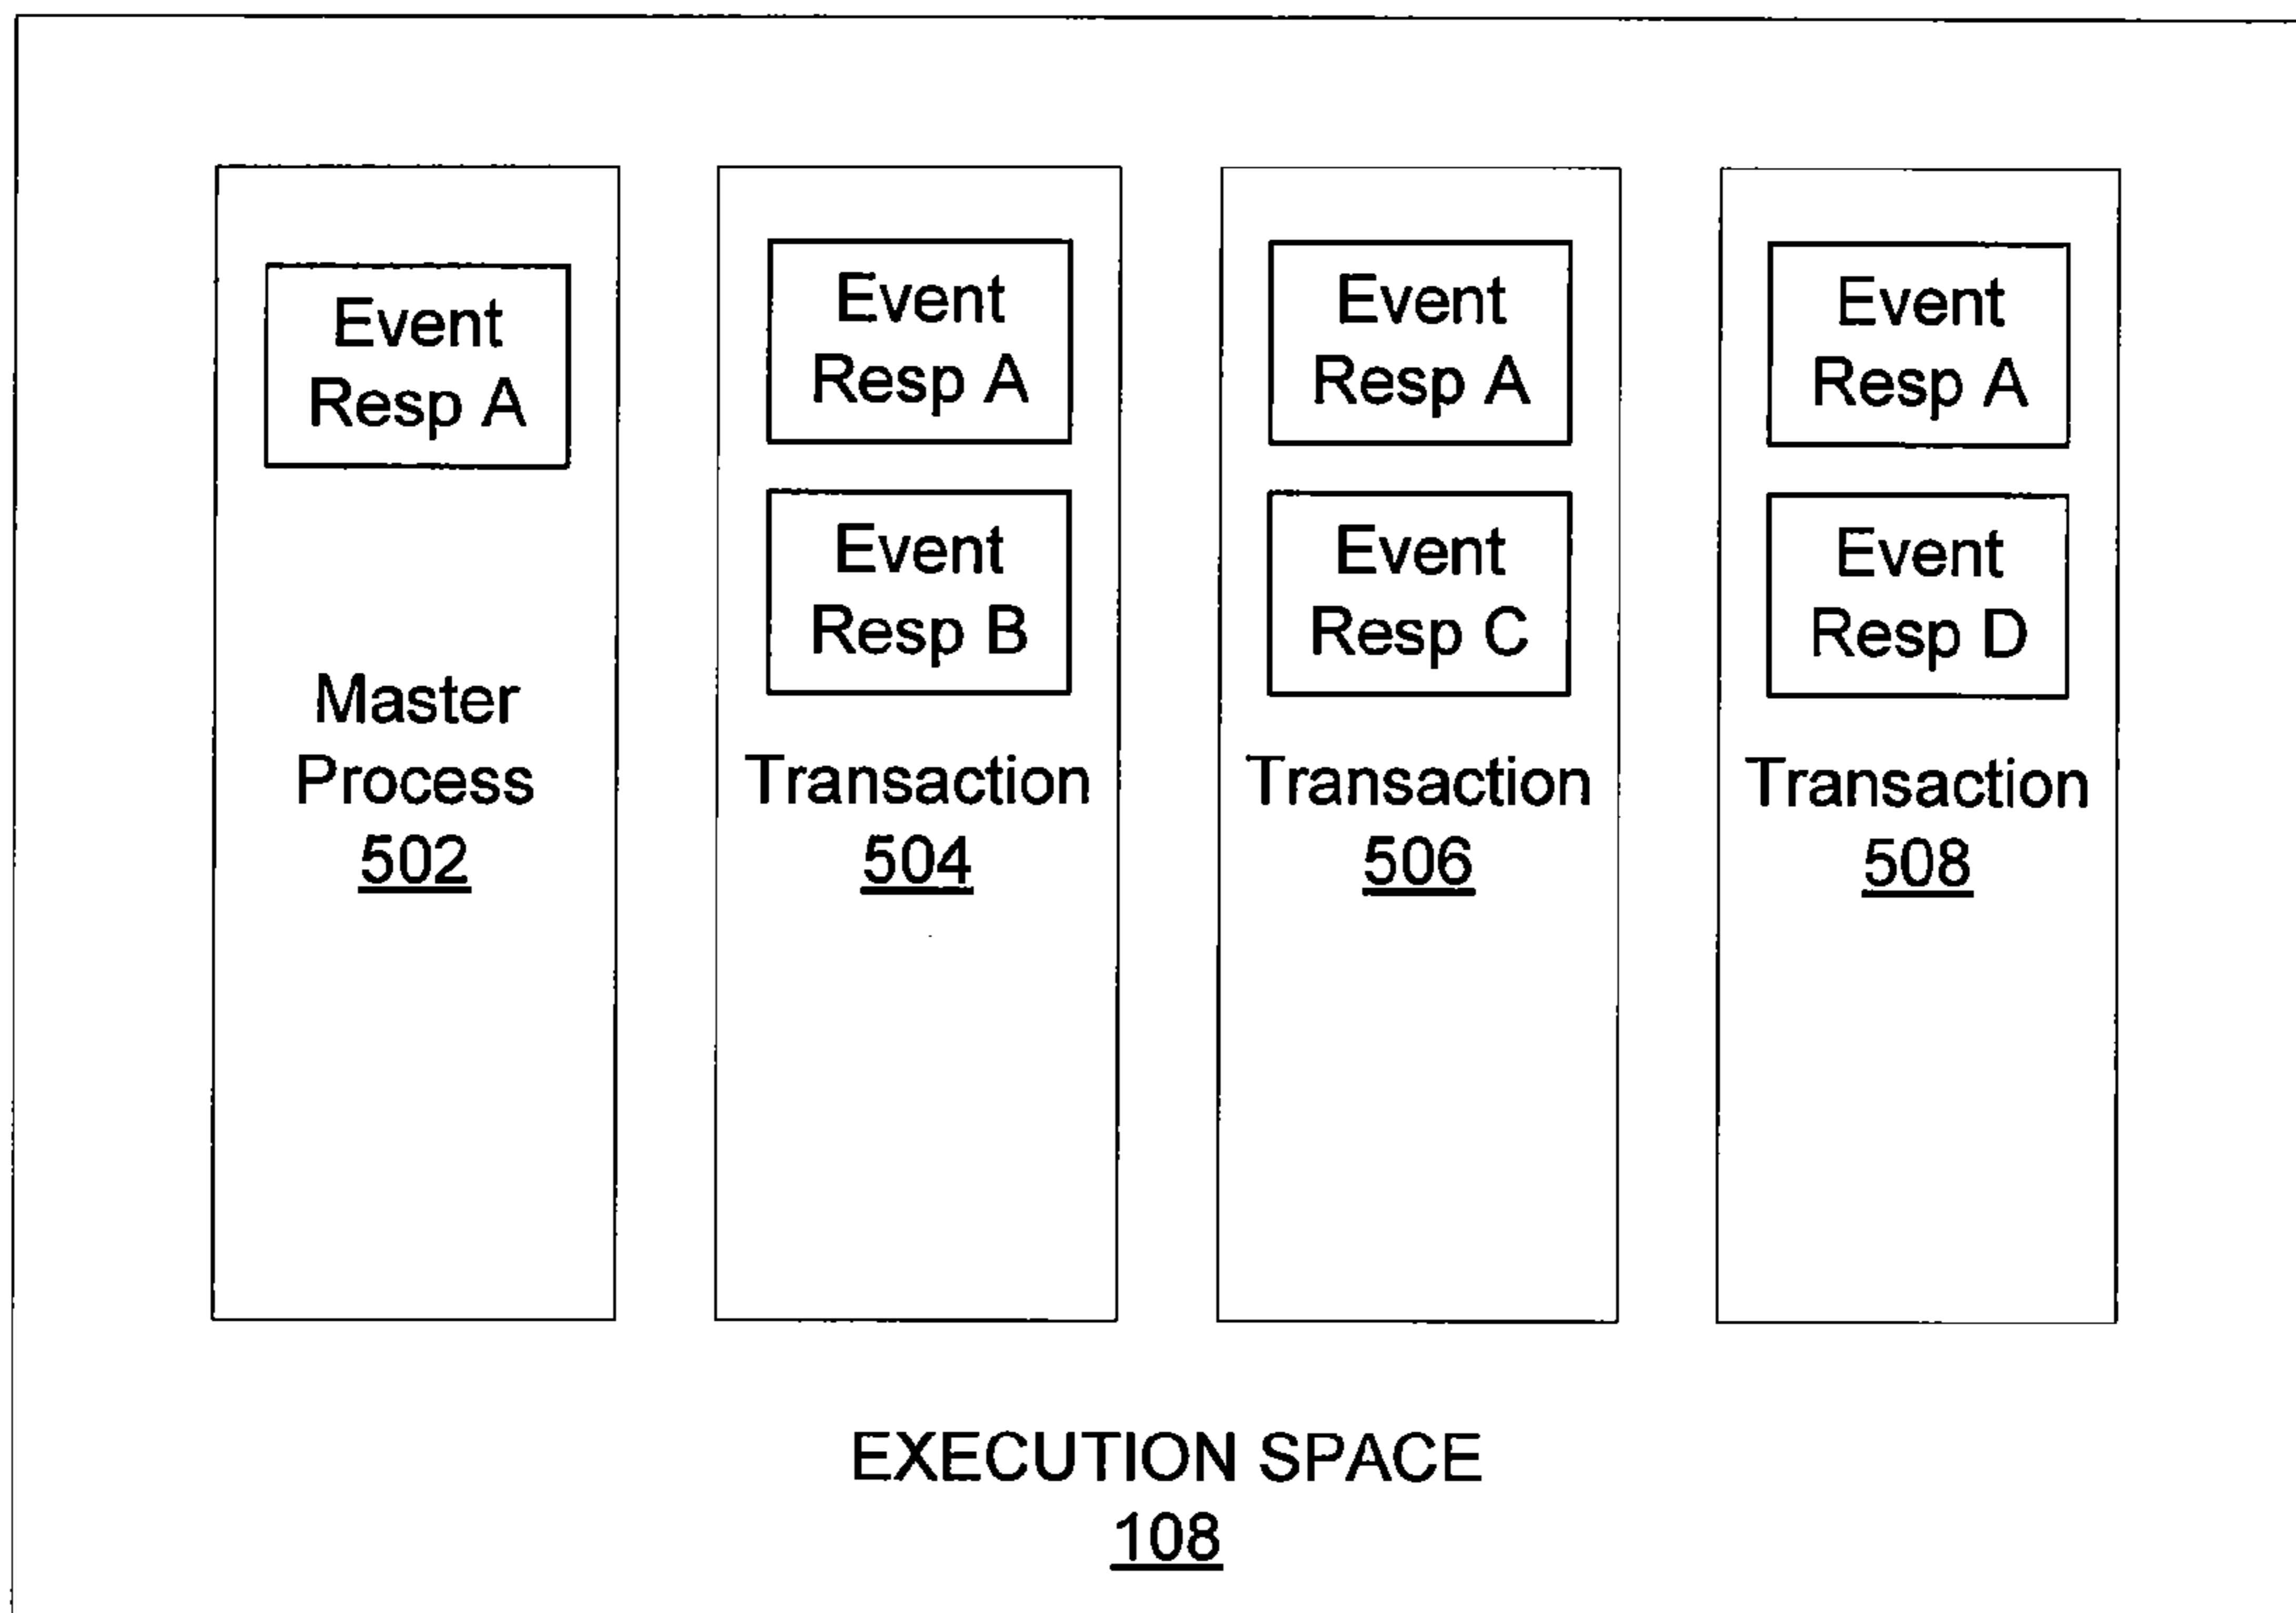 Event
Resp A
Master
Process
502
Event
Resp A
Event
Resp B
Transaction
504
Event
Resp A
Event
Resp C
Transaction
506
Event
Resp A
Event
Resp D
Transaction
508
EXECUTION SPACE
108